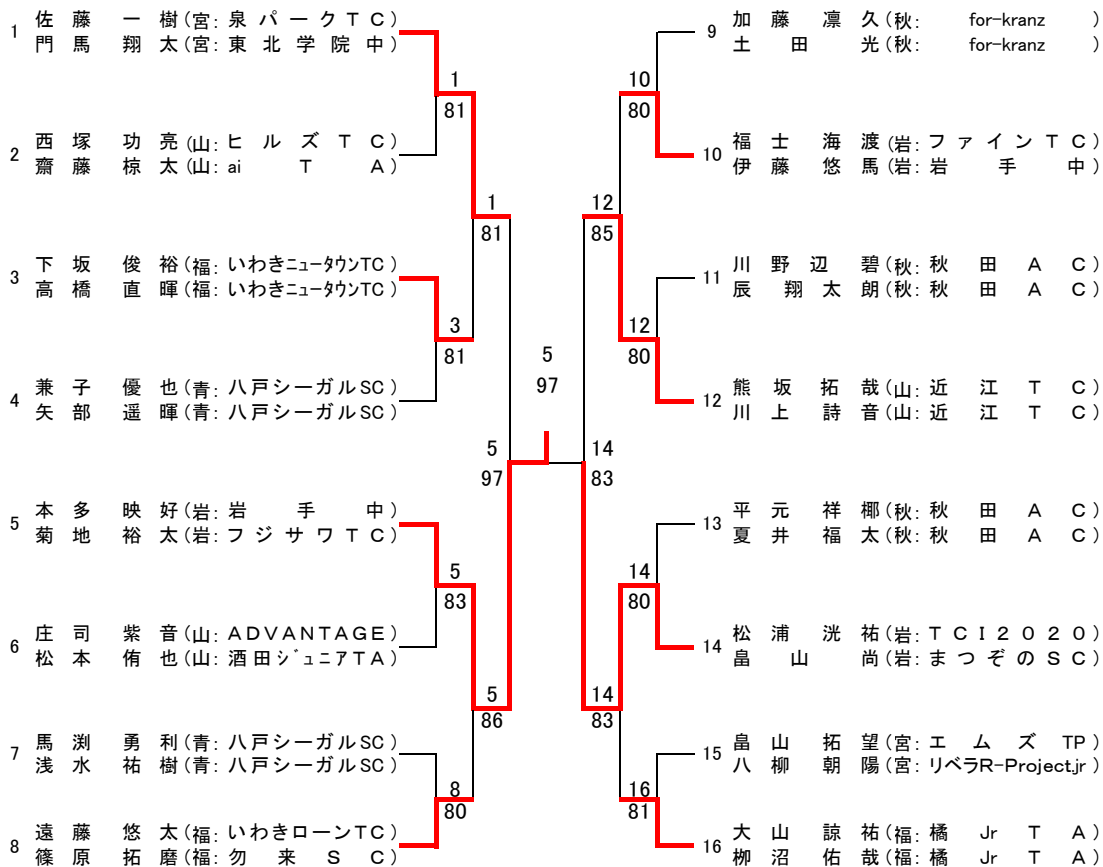 1
佐藤一樹(宮: 泉パークTC)
門馬翔太(宮: 東北学院中)
2
西塚功亮(山: ヒルズTC)
齋藤椋太(山: ai TA)
3
下坂俊裕(福: いわきニュータウンTC)
高橋直暉(福: いわきニュータウンTC)
4
兼子優也(青: 八戸シーガルSC)
矢部遥暉(青: 八戸シーガルSC)
5
本多映好(岩: 岩手中)
菊地裕太(岩: フジサワTC)
6
庄司紫音(山: ADVANTAGE)
松本侑也(山: 酒田ジュニアTA)
7
馬渕勇利(青: 八戸シーガルSC)
浅水祐樹(青: 八戸シーガルSC)
8
遠藤悠太(福: いわきローンTC)
篠原拓磨(福: 勿来SC)
1
81
3
81
5
83
8
80
1
81
5
86
5
97
5
97
14
83
12
85
14
83
10
80
12
80
14
80
16
81
9
加藤凛久(秋: for-kranz)
土田光(秋: for-kranz)
10
福士海渡(岩: ファインTC)
伊藤悠馬(岩: 岩手中)
11
川野辺碧(秋: 秋田AC)
辰翔太朗(秋: 秋田AC)
12
熊坂拓哉(山: 近江TC)
川上詩音(山: 近江TC)
13
平元祥椰(秋: 秋田AC)
夏井福太(秋: 秋田AC)
14
松浦洸祐(岩: TCI2020)
畠山尚(岩: まつぞのSC)
15
畠山拓望(宮: エムズTP)
八柳朝陽(宮: リベラR-Project.jr)
16
大山諒祐(福: 橘Jr TA)
栁沼佑哉(福: 橘Jr TA)